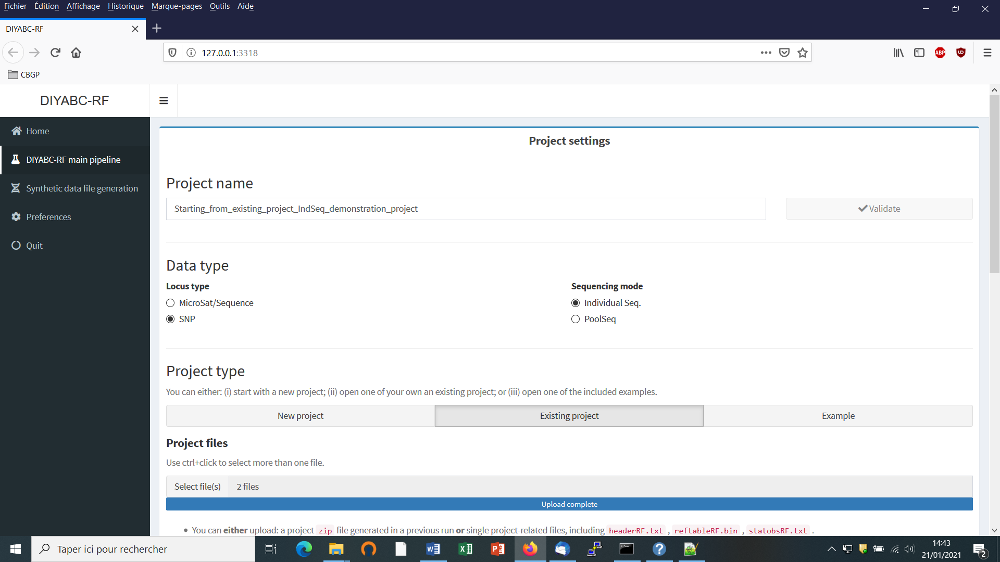 Fichier Édition Affichage Historique Marque-pages Outils Aide
DIYABC-RF
127.0.0.1:3318
ABP
CBGP
DIYABC-RF
Home
DIYABC-RF main pipeline
Synthetic data file generation
Preferences
Quit
Project settings
Project name
Starting_from_existing_project_IndSeq_demonstration_project
Validate
Data type
Locus type
MicroSat/Sequence
SNP
Sequencing mode
Individual Seq.
PoolSeq
Project type
You can either: (i) start with a new project; (ii) open one of your own an existing project; or (iii) open one of the included examples.
New project Existing project Example
Project files
Use ctrl+click to select more than one file.
Select file(s) 2 files
Upload complete
• You can either upload: a project zip file generated in a previous run or single project-related files, including headerRF.txt , reftableRF.bin , statobsRF.txt .
Taper ici pour rechercher
14:43
21/01/2021
2